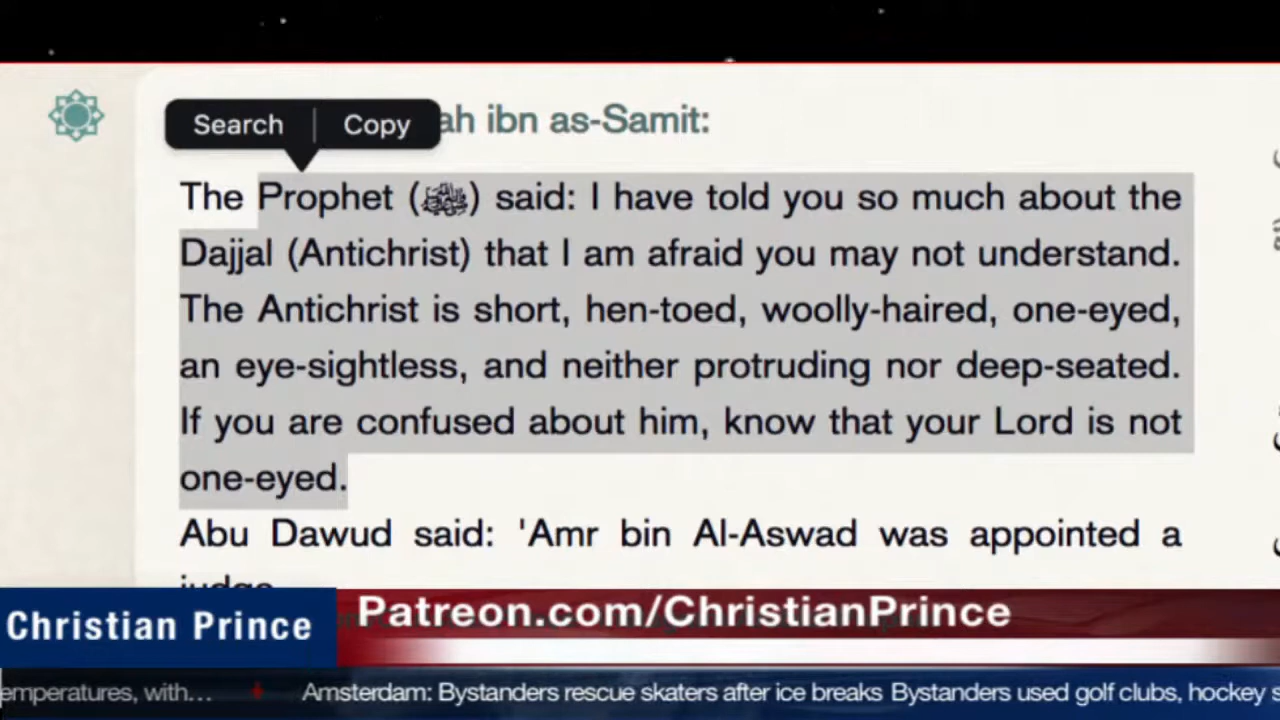 Search Copy
ah ibn as-Samit:
The Prophet (ﷺ) said: I have told you so much about the
Dajjal (Antichrist) that I am afraid you may not understand.
The Antichrist is short, hen-toed, woolly-haired, one-eyed,
an eye-sightless, and neither protruding nor deep-seated.
If you are confused about him, know that your Lord is not
one-eyed.
Abu Dawud said: 'Amr bin Al-Aswad was appointed a
judge.
Christian Prince
Patreon.com/ChristianPrince
emperatures, with... Amsterdam: Bystanders rescue skaters after ice breaks Bystanders used golf clubs, hockey s